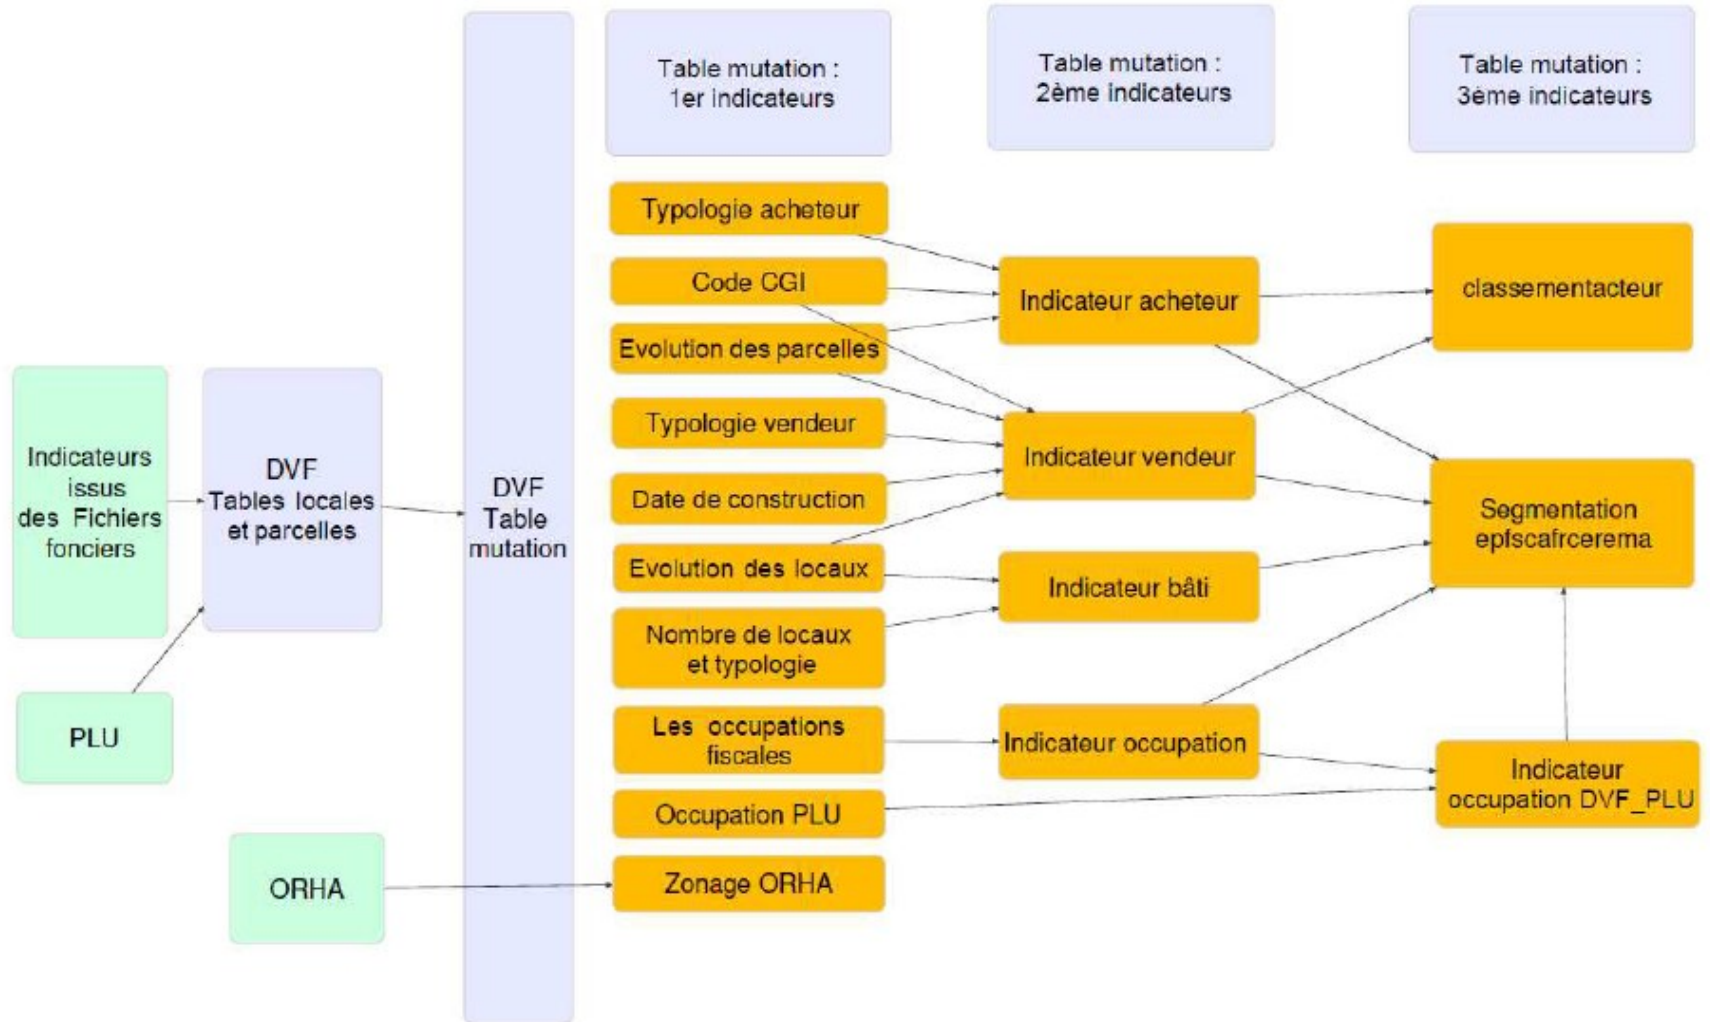 Table mutation :
1er indicateurs
Table mutation :
2ème indicateurs
Table mutation :
3ème indicateurs
Indicateurs
issus
des Fichiers
fonciers
PLU
DVF
Tables locales
et parcelles
ORHA
DVF
Table
mutation
Typologie acheteur
Code CGI
Evolution des parcelles
Typologie vendeur
Date de construction
Evolution des locaux
Nombre de locaux
et typologie
Les occupations
fiscales
Occupation PLU
Zonage ORHA
Indicateur acheteur
Indicateur vendeur
Indicateur bâti
Indicateur occupation
classementacteur
Segmentation
epfscafrcerema
Indicateur
occupation DVF_PLU